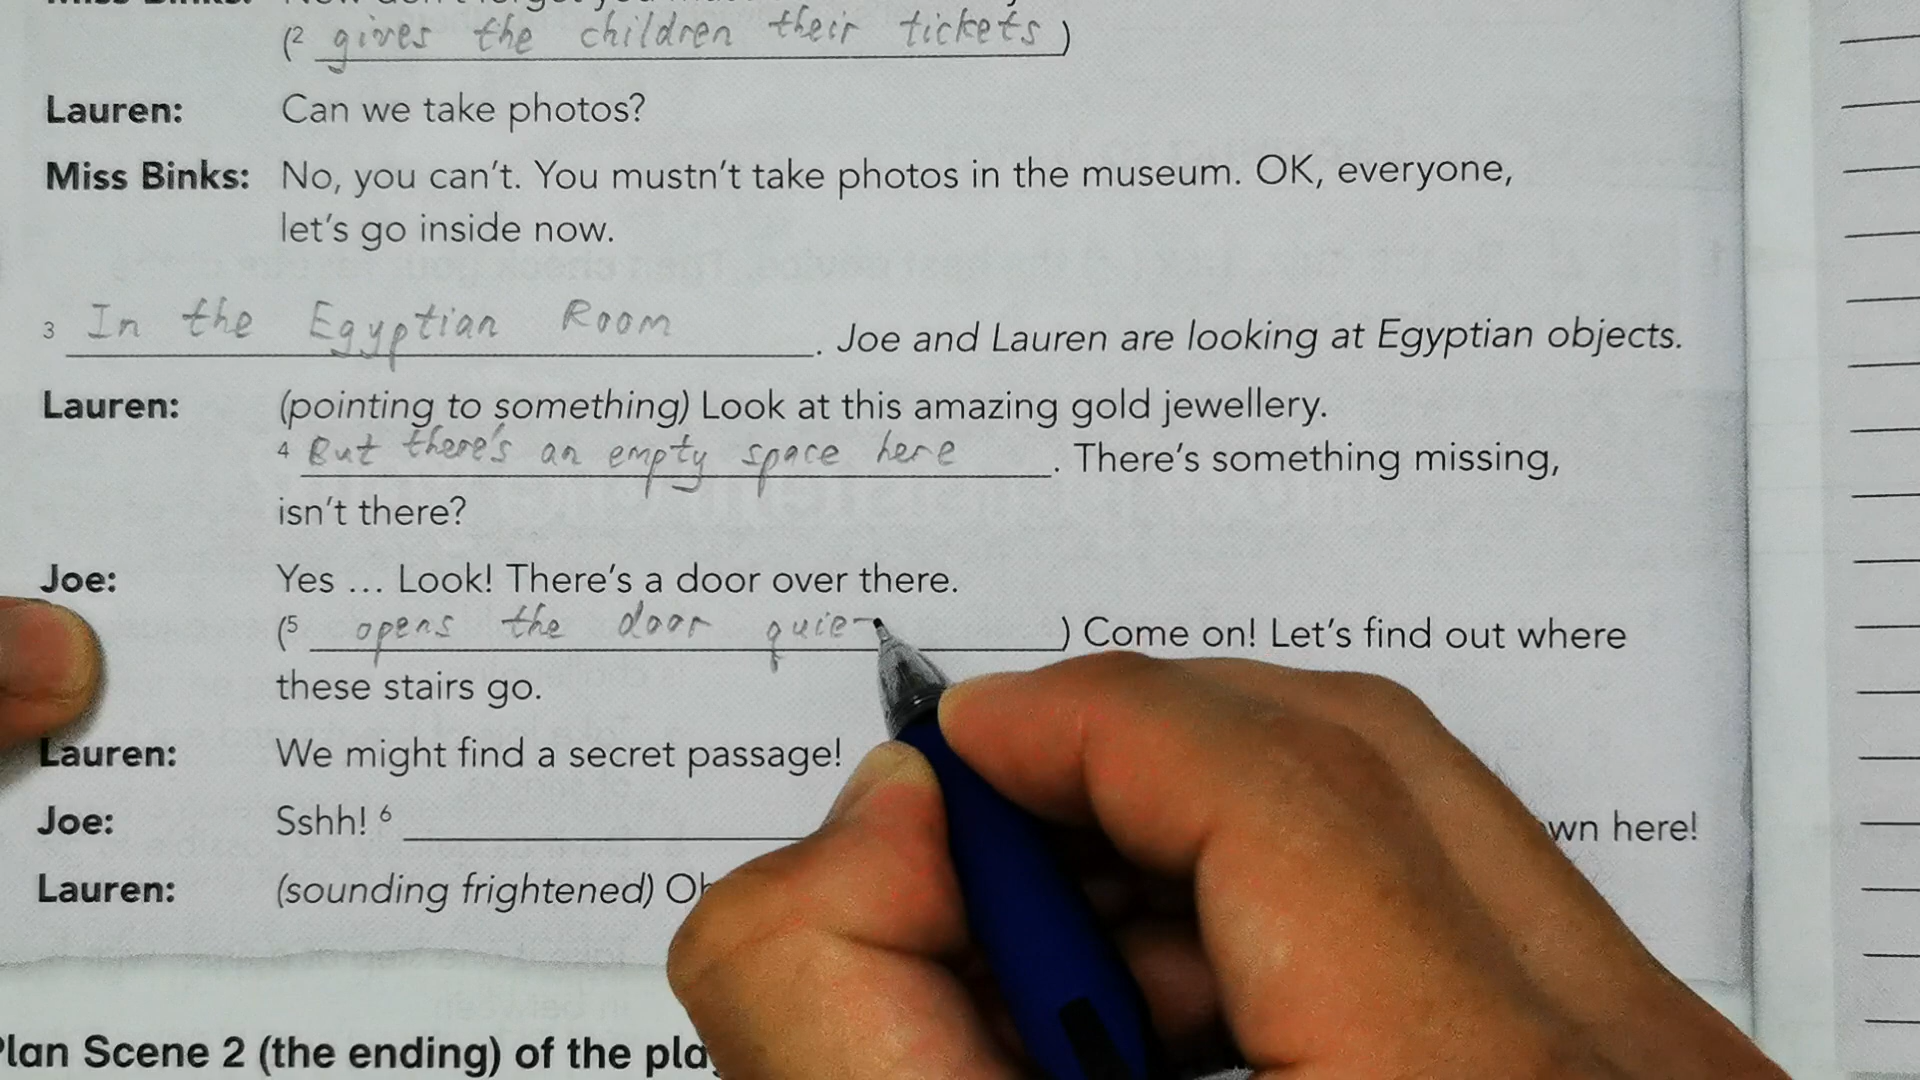 (2 gives the children their tickets )
Lauren: Can we take photos?
Miss Binks: No, you can't. You mustn't take photos in the museum. OK, everyone,
let's go inside now.
3 In the Egyptian Room . Joe and Lauren are looking at Egyptian objects.
Lauren: (pointing to something) Look at this amazing gold jewellery.
4 But there's an empty space here . There's something missing,
isn't there?
Joe: Yes ... Look! There's a door over there.
(5 opens the door quie ) Come on! Let's find out where
these stairs go.
Lauren: We might find a secret passage!
Joe: Sshh! 6 here!
Lauren: (sounding frightened)
Scene 2 (the ending) of the